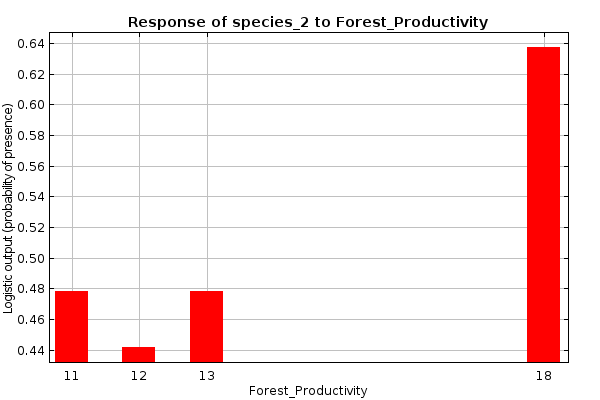 Response of species_2 to Forest_Productivity
Logistic output (probability of presence)
0.64
0.62
0.60
0.58
0.56
0.54
0.52
0.50
0.48
0.46
0.44
11 12 13 18
Forest_Productivity